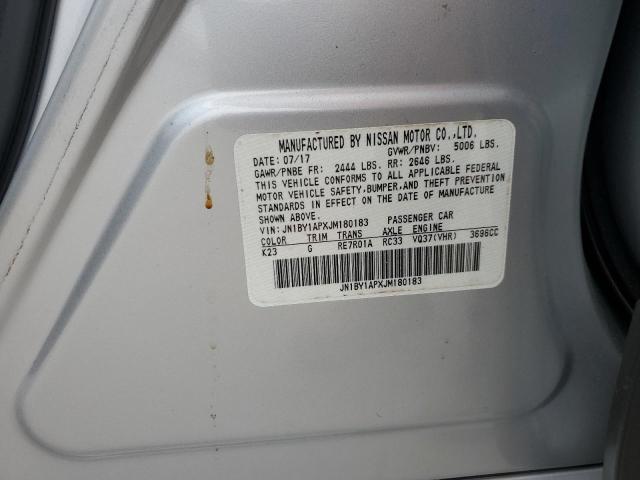 MANUFACTURED BY NISSAN MOTOR CO.,LTD.
DATE: 07/17 GVWR/PNBV: 5006 LBS.
GAWR/PNBE FR: 2444 LBS. RR: 2646 LBS.
THIS VEHICLE CONFORMS TO ALL APPLICABLE FEDERAL
MOTOR VEHICLE SAFETY,BUMPER,AND THEFT PREVENTION
STANDARDS IN EFFECT ON THE DATE OF MANUFACTURE
SHOWN ABOVE.
VIN: JN1BY1APXJM180183 PASSENGER CAR
COLOR TRIM TRANS AXLE ENGINE
K23 G RE7R01A RC33 VQ37(VHR) 3696CC
JN1BY1APXJM180183